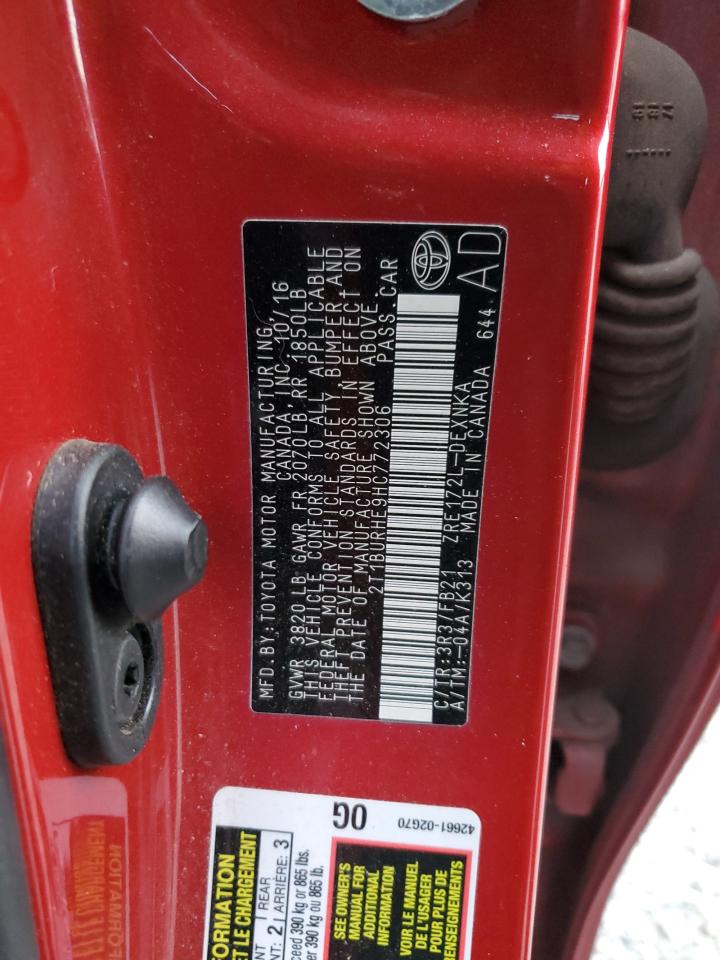 MFD.BY:TOYOTA MOTOR MANUFACTURING,
CANADA, INC. 10/16
GVWR 3820LB GAWR FR 2070LB, RR 1850LB
THIS VEHICLE CONFORMS TO ALL APPLICABLE
FEDERAL MOTOR VEHICLE SAFETY, BUMPER, AND
THEFT PREVENTION STANDARDS IN EFFECT ON
THE DATE OF MANUFACTURE SHOWN ABOVE.
2T1BURHE9HC772306 PASS.CAR
C/TR:3R3/FB21 ZRE172L-DEXNKA
A/TM:-04A/K313 MADE IN CANADA 644
AD
0G
42661-02G70
ET LE CHARGEMENT
2 REAR
ARRIÈRE: 3
390 kg or 865 lbs.
390 kg ou 865 lb.
SEE OWNER'S
MANUAL FOR
ADDITIONAL
INFORMATION
VOIR LE MANUEL
DE L'USAGER
POUR PLUS DE
RENSEIGNEMENTS